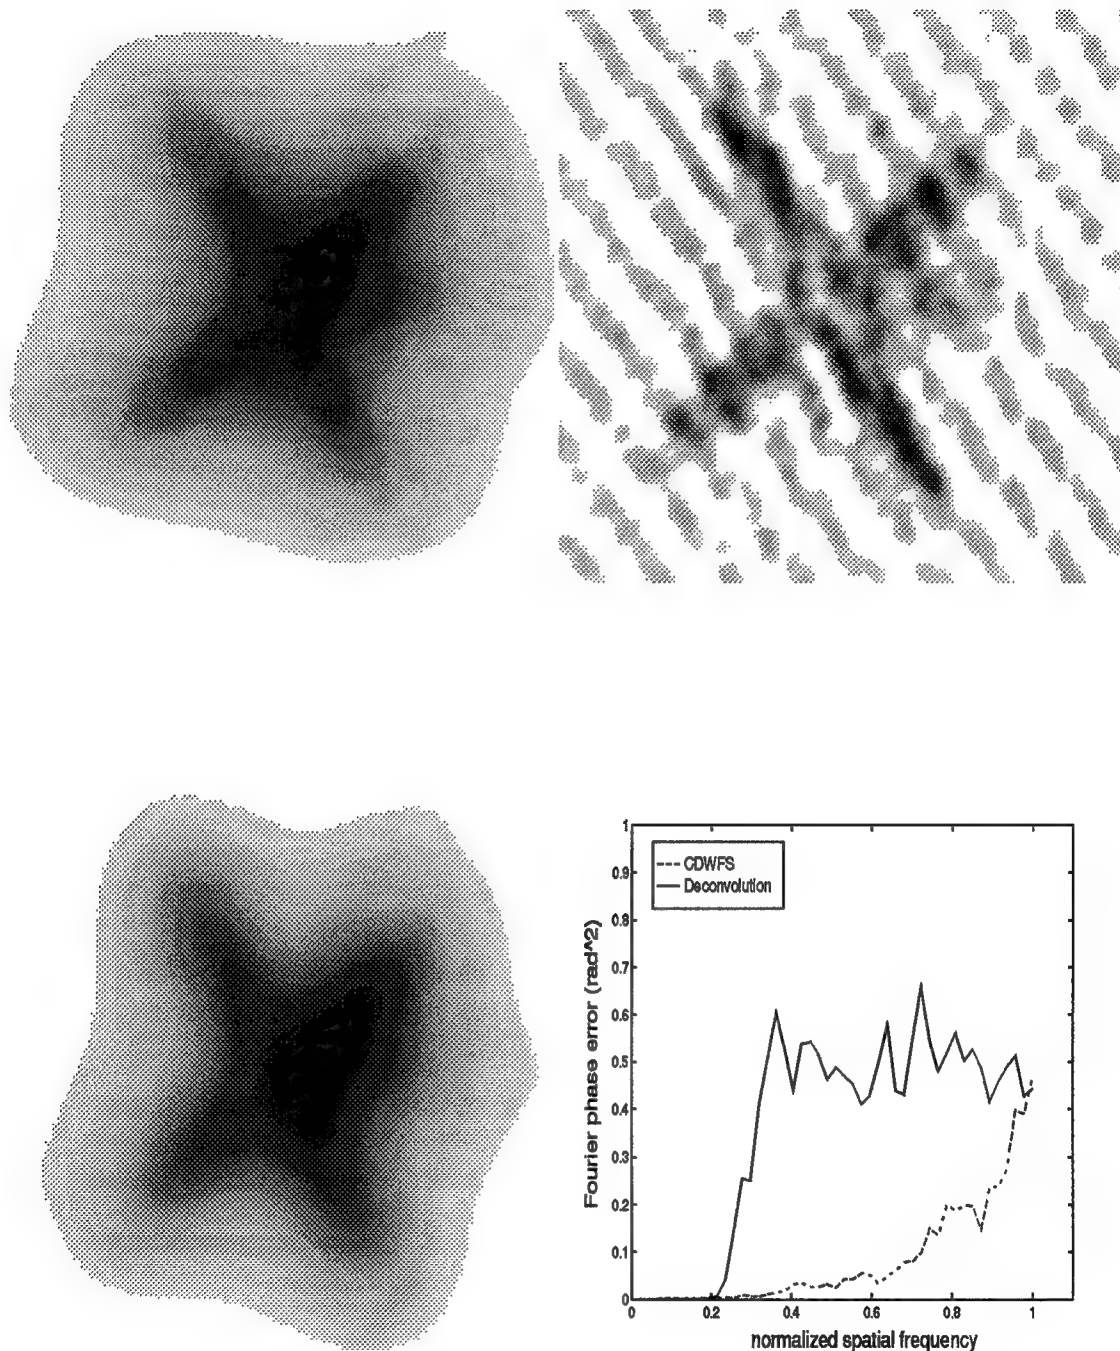 1
0.9
0.8
0.7
0.6
0.5
0.4
0.3
0.2
0.1
0
CDWFS
Deconvolution
Fourier phase error (rad^2)
0 0.2 0.4 0.6 0.8 1
normalized spatial frequency